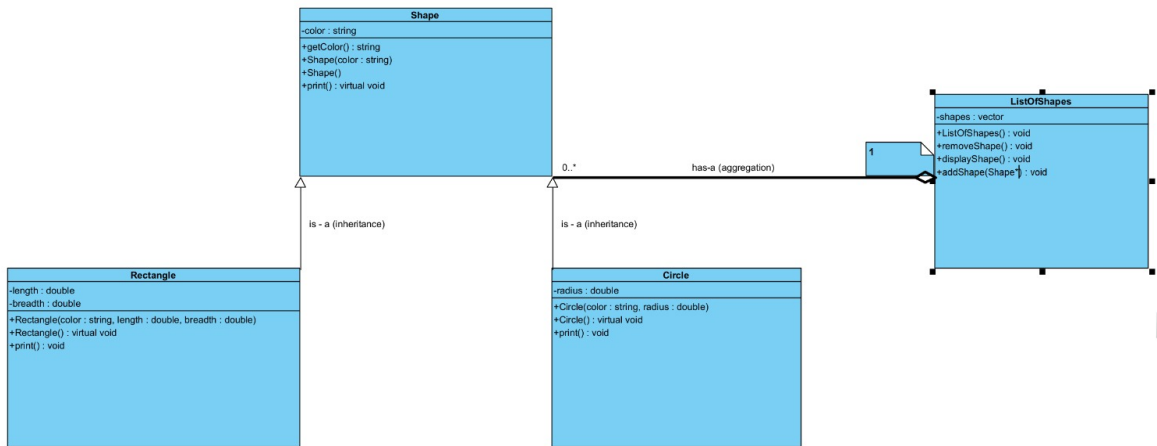 Shape
-color : string
+getColor() : string
+Shape(color : string)
+Shape()
+print() : virtual void
ListOfShapes
-shapes : vector
+ListOfShapes() : void
+removeShape() : void
+displayShape() : void
+addShape(Shape*) : void
1
0..*
has-a (aggregation)
is - a (inheritance)
is - a (inheritance)
Rectangle
-length : double
-breadth : double
+Rectangle(color : string, length : double, breadth : double)
+Rectangle() : virtual void
+print() : void
Circle
-radius : double
+Circle(color : string, radius : double)
+Circle() : virtual void
+print() : void